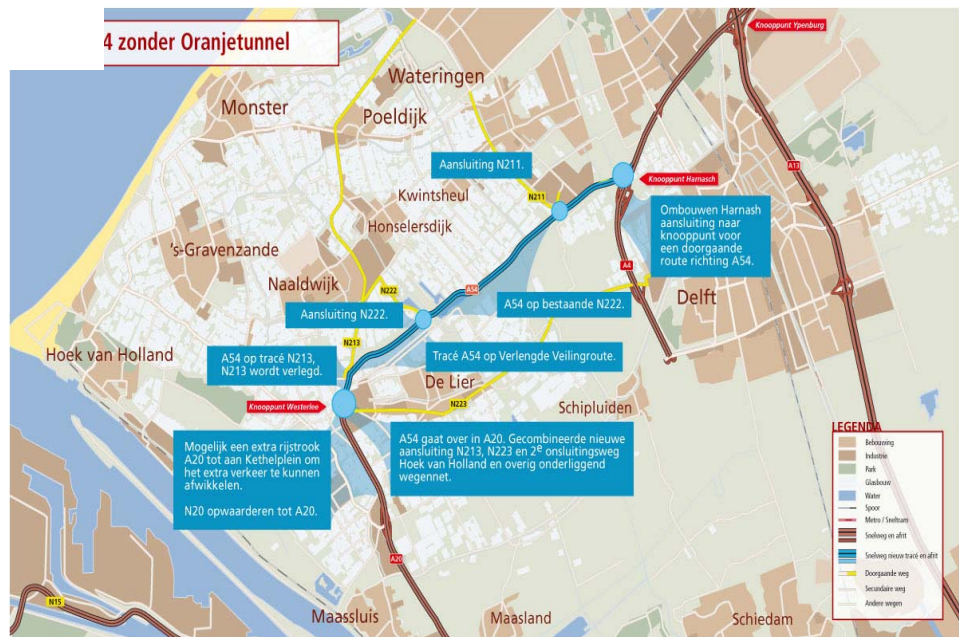 4 zonder Oranjetunnel
Knooppunt Ypenburg
Wateringen
Monster
Poeldijk
Aansluiting N211.
A13
Knooppunt Harnasch
Kwintsheul
N211
Honselersdijk
Ombouwen Harnash
aansluiting naar
knooppunt voor
een doorgaande
route richting A54.
's-Gravenzande
A4
Naaldwijk
N222
A54
A54 op bestaande N222.
Delft
Aansluiting N222.
N213
Hoek van Holland
A54 op tracé N213,
N213 wordt verlegd.
Tracé A54 op Verlengde Veilingroute.
De Lier
Knooppunt Westerlee
N223
Schipluiden
Mogelijk een extra rijstrook
A20 tot aan Kethelplein om
het extra verkeer te kunnen
afwikkelen.
N20 opwaarderen tot A20.
A54 gaat over in A20. Gecombineerde nieuwe
aansluiting N213, N223 en 2e onsluitingsweg
Hoek van Holland en overig onderliggend
wegennet.
LEGENDA
Bebouwing
Industrie
Park
Glasbouw
Water
Spoor
Metro / Sneltram
Snelweg en afrit
Snelweg nieuw tracé en afrit
Doorgaande weg
Secundaire weg
Andere wegen
A20
N15
Maassluis
Maasland
Schiedam